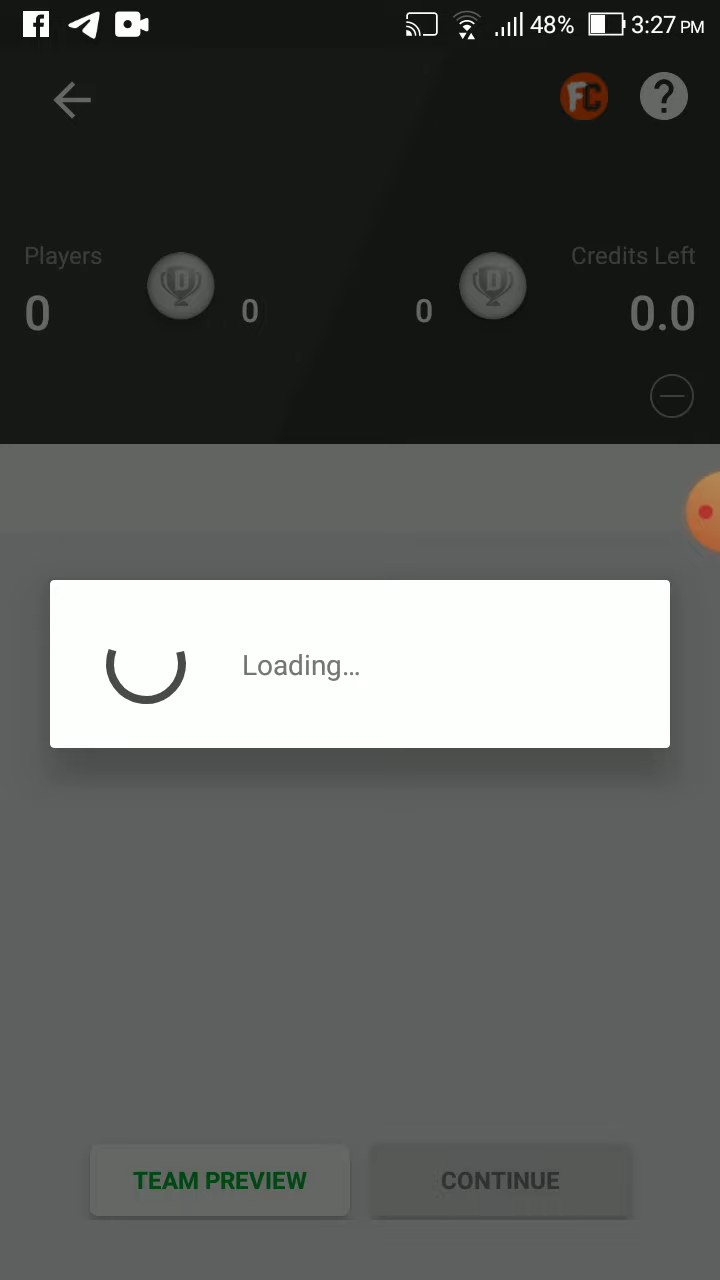 48% 3:27 PM
FC ?
Players Credits Left
0 D 0 0 D 0.0
Loading...
TEAM PREVIEW CONTINUE